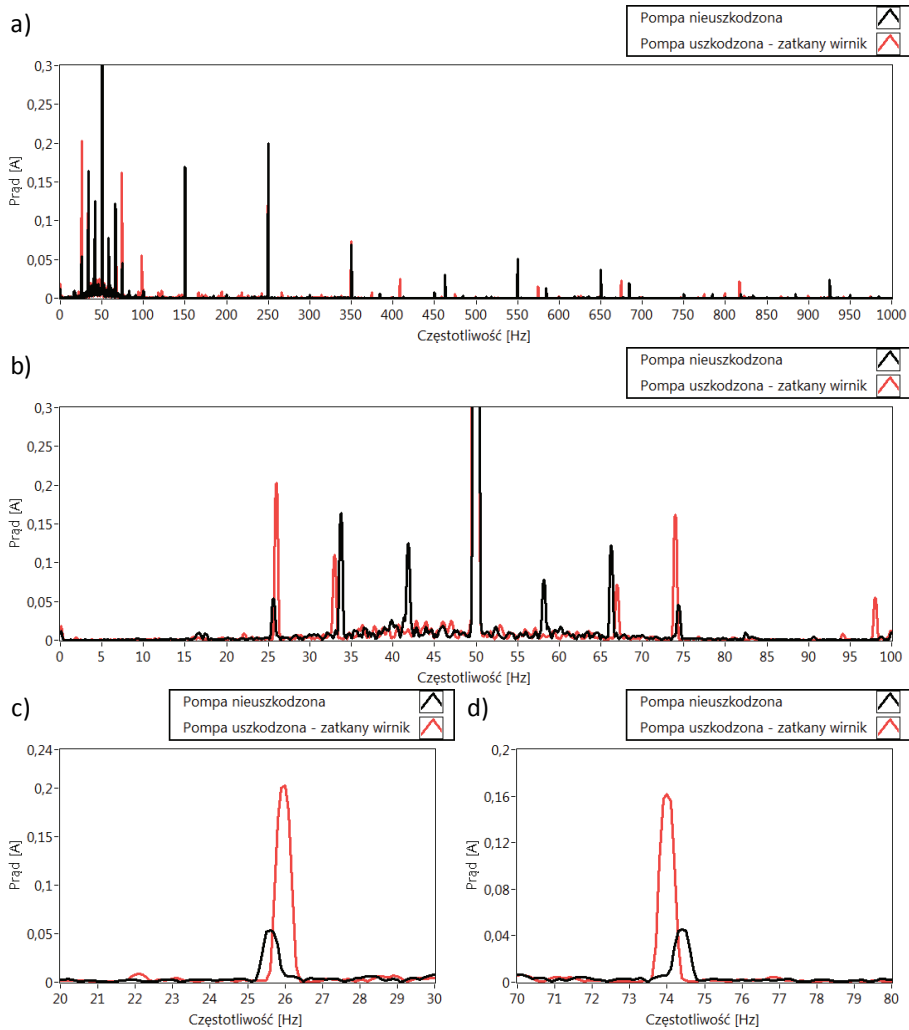 a)
Pompa nieuszkodzona
Pompa uszkodzona - zatkany wirnik
Prąd [A]
0,3
0,25
0,2
0,15
0,1
0,05
0
0 50 100 150 200 250 300 350 400 450 500 550 600 650 700 750 800 850 900 950 1000
Częstotliwość [Hz]
b)
Pompa nieuszkodzona
Pompa uszkodzona - zatkany wirnik
Prąd [A]
0,3
0,25
0,2
0,15
0,1
0,05
0
0 5 10 15 20 25 30 35 40 45 50 55 60 65 70 75 80 85 90 95 100
Częstotliwość [Hz]
c)
Pompa nieuszkodzona
Pompa uszkodzona - zatkany wirnik
Prąd [A]
0,24
0,2
0,15
0,1
0,05
0
20 21 22 23 24 25 26 27 28 29 30
Częstotliwość [Hz]
d)
Pompa nieuszkodzona
Pompa uszkodzona - zatkany wirnik
Prąd [A]
0,2
0,16
0,12
0,08
0,04
0
70 71 72 73 74 75 76 77 78 79 80
Częstotliwość [Hz]